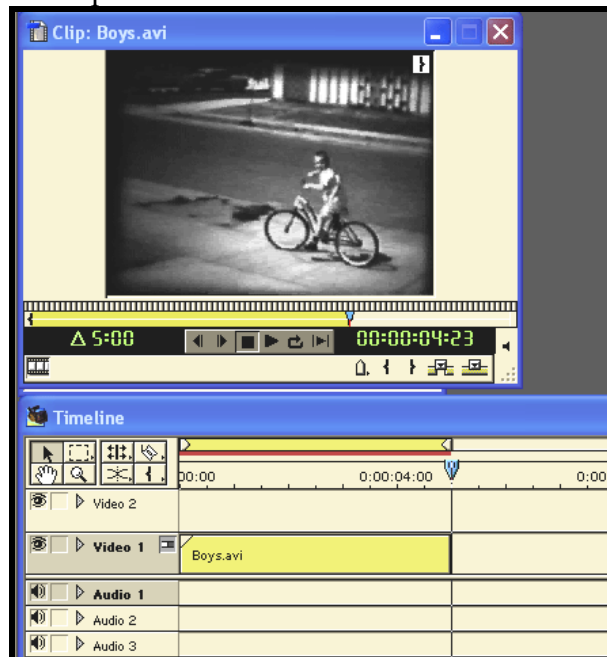 Clip: Boys.avi
Δ 5:00
00:00:04:23
Timeline
00:00
0:00:04:00
0:00
Video 2
Video 1
Boys.avi
Audio 1
Audio 2
Audio 3